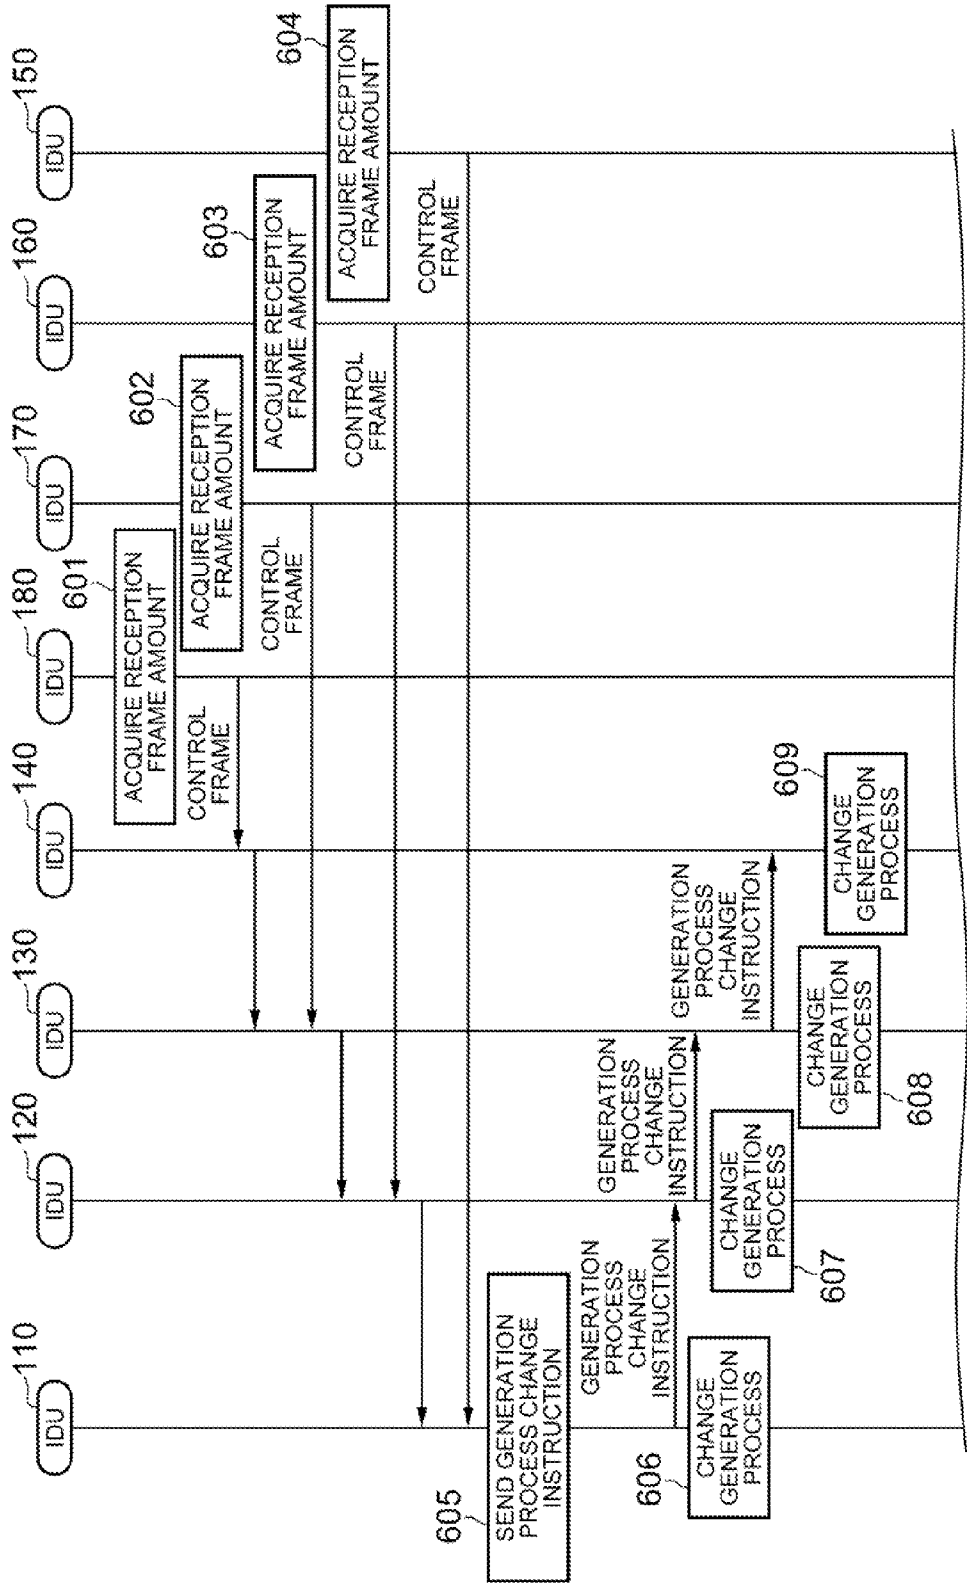 110
120
130
140
180
170
160
150
IDU
IDU
IDU
IDU
IDU
IDU
IDU
IDU
601
ACQUIRE RECEPTION
FRAME AMOUNT
CONTROL
FRAME
602
ACQUIRE RECEPTION
FRAME AMOUNT
CONTROL
FRAME
603
ACQUIRE RECEPTION
FRAME AMOUNT
CONTROL
FRAME
604
ACQUIRE RECEPTION
FRAME AMOUNT
CONTROL
FRAME
605
SEND GENERATION
PROCESS CHANGE
INSTRUCTION
GENERATION
PROCESS
CHANGE
INSTRUCTION
GENERATION
PROCESS
CHANGE
INSTRUCTION
GENERATION
PROCESS
CHANGE
INSTRUCTION
606
CHANGE
GENERATION
PROCESS
CHANGE
GENERATION
PROCESS
607
CHANGE
GENERATION
PROCESS
608
609
CHANGE
GENERATION
PROCESS